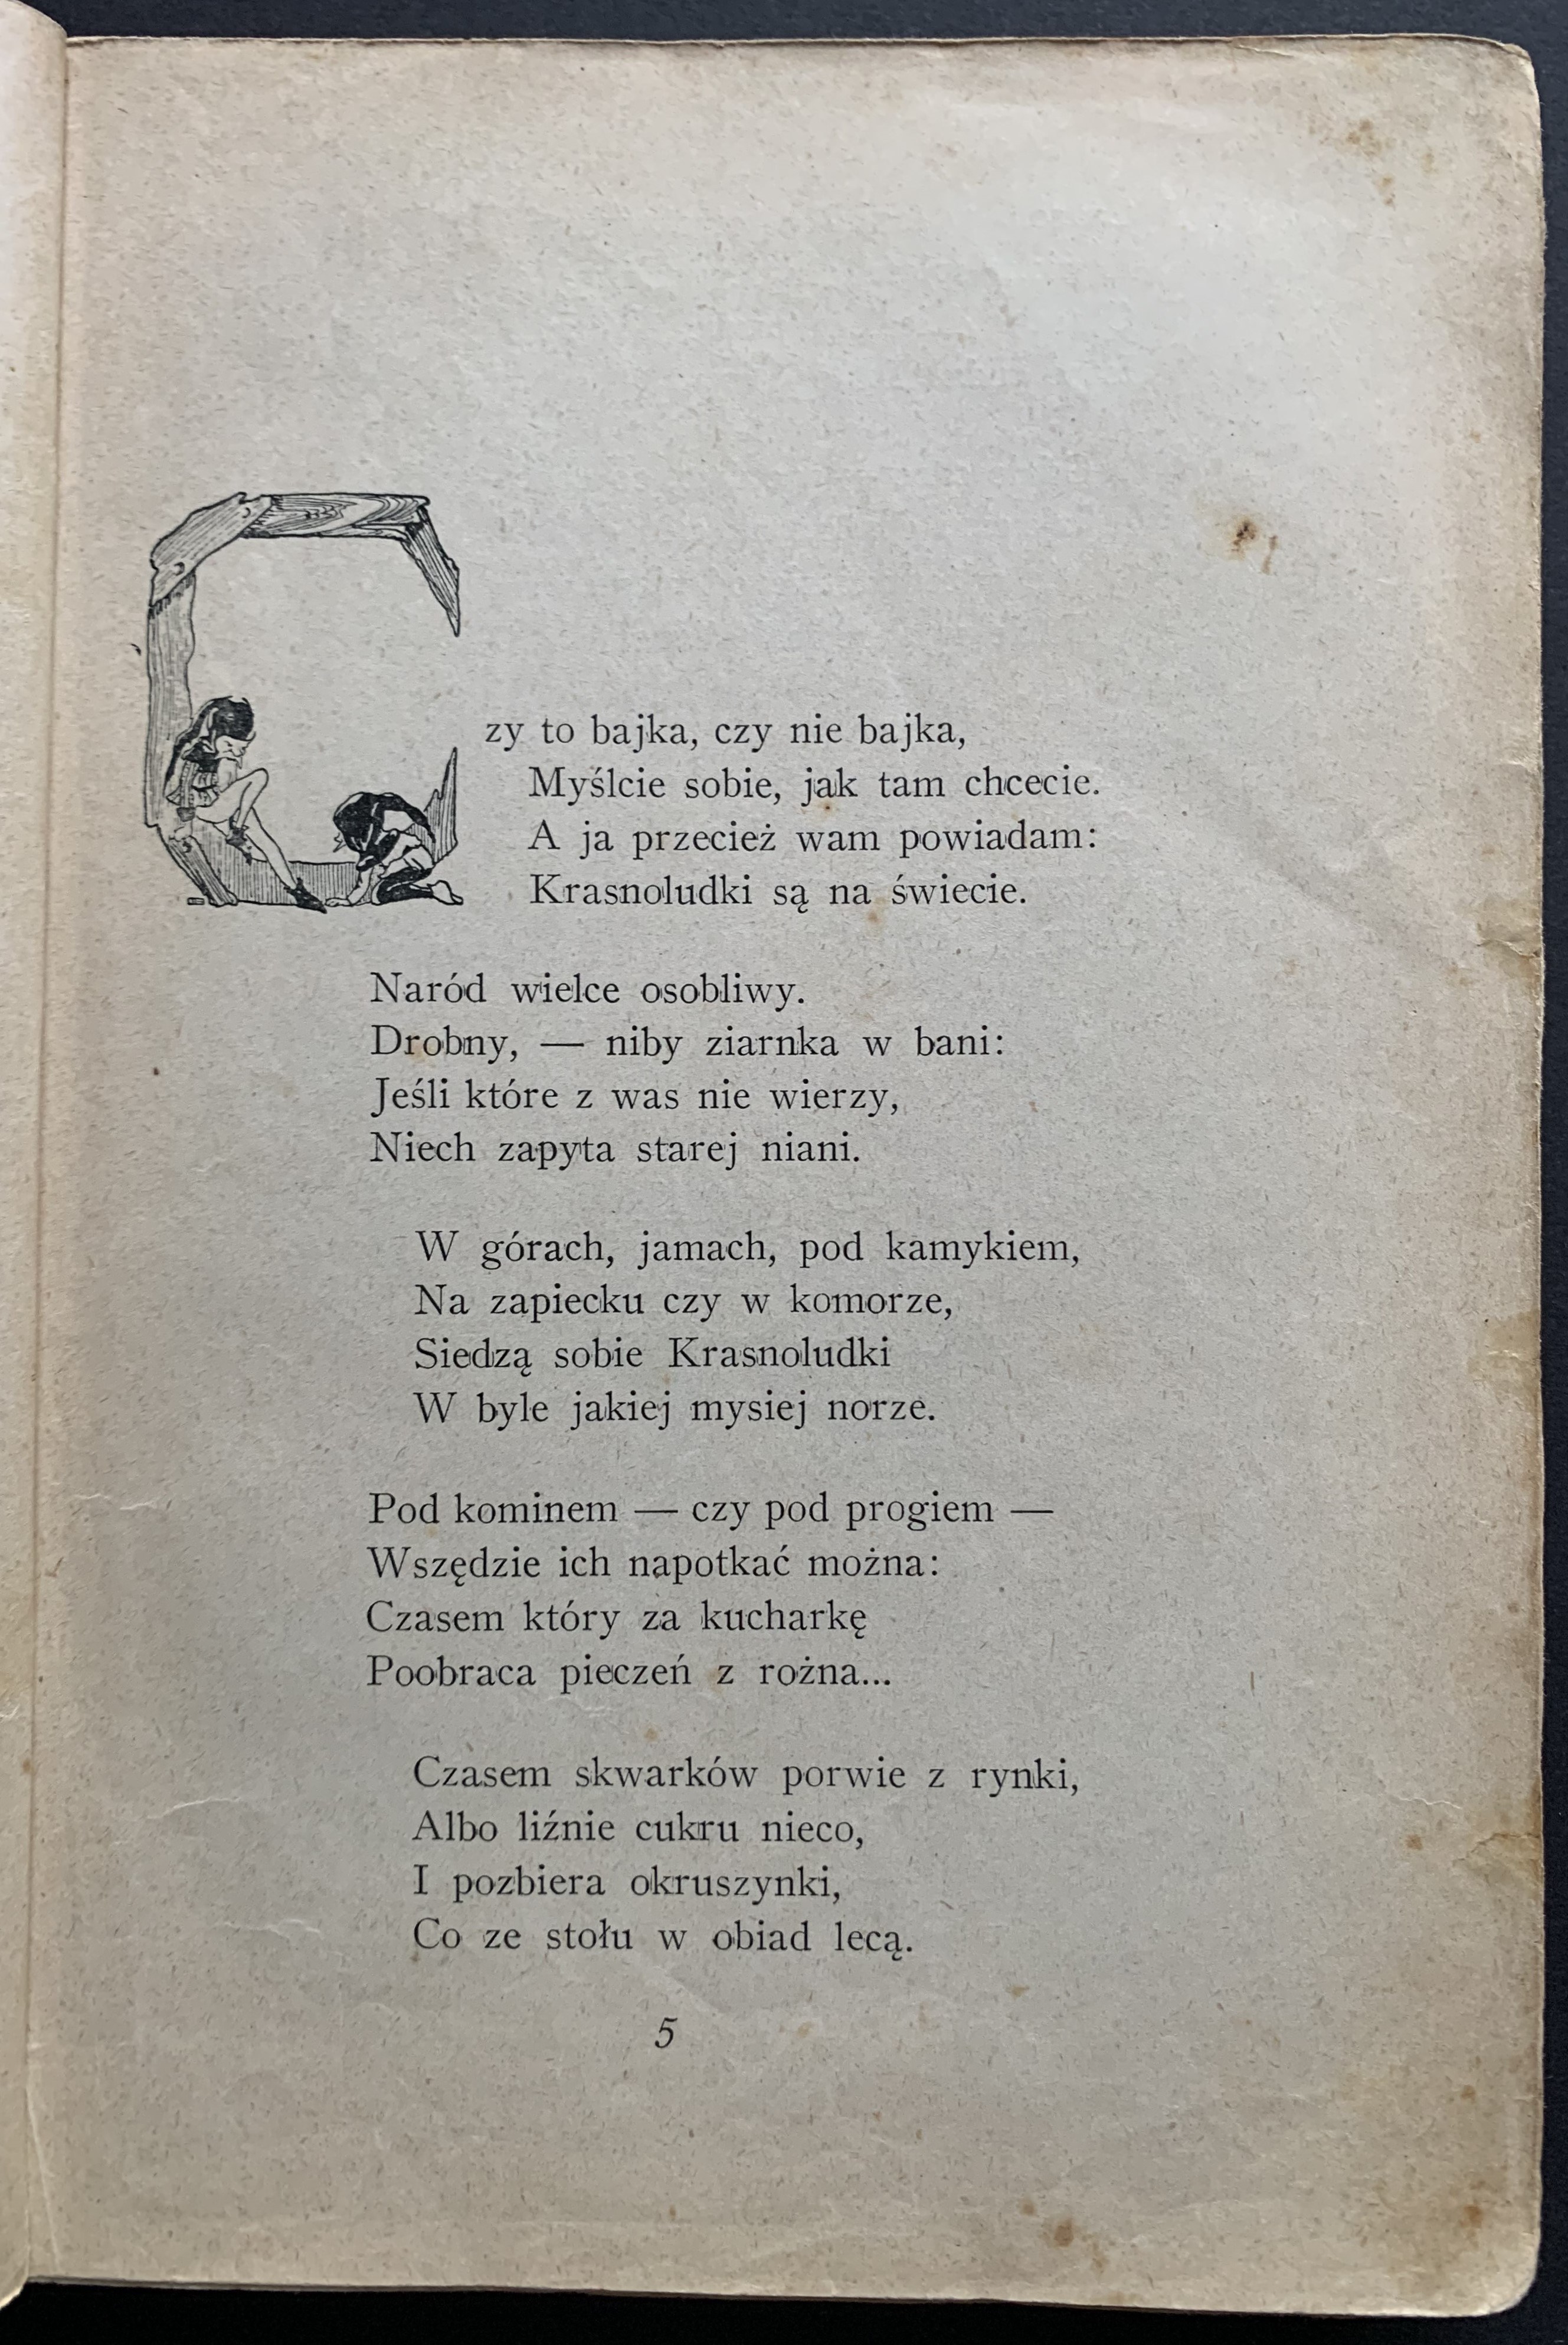 Czy to bajka, czy nie bajka,
Myślcie sobie, jak tam chcecie.
A ja przecież wam powiadam:
Krasnoludki są na świecie.
Naród wielce osobliwy.
Drobny, — niby ziarnka w bani:
Jeśli które z was nie wierzy,
Niech zapyta starej niani.
W górach, jamach, pod kamykiem,
Na zapiecku czy w komorze,
Siedzą sobie Krasnoludki
W byle jakiej mysiej norze.
Pod kominem — czy pod progiem —
Wszędzie ich napotkać można:
Czasem który za kucharkę
Poobraca pieczeń z rożna...
Czasem skwarków porwie z rynki,
Albo liźnie cukru nieco,
I pozbiera okruszynki,
Co ze stołu w obiad lecą.
5